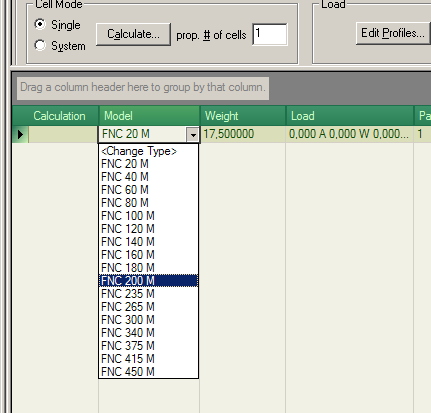 Cell Mode
Load
Single
System
Calculate...
prop. # of cells
1
Edit Profiles...
Drag a column header here to group by that column.
Calculation Model Weight Load Pa
FNC 20 M 17,500000 0,000 A 0,000 W 0,000... 1
<Change Type>
FNC 20 M
FNC 40 M
FNC 60 M
FNC 80 M
FNC 100 M
FNC 120 M
FNC 140 M
FNC 160 M
FNC 180 M
FNC 200 M
FNC 235 M
FNC 265 M
FNC 300 M
FNC 340 M
FNC 375 M
FNC 415 M
FNC 450 M